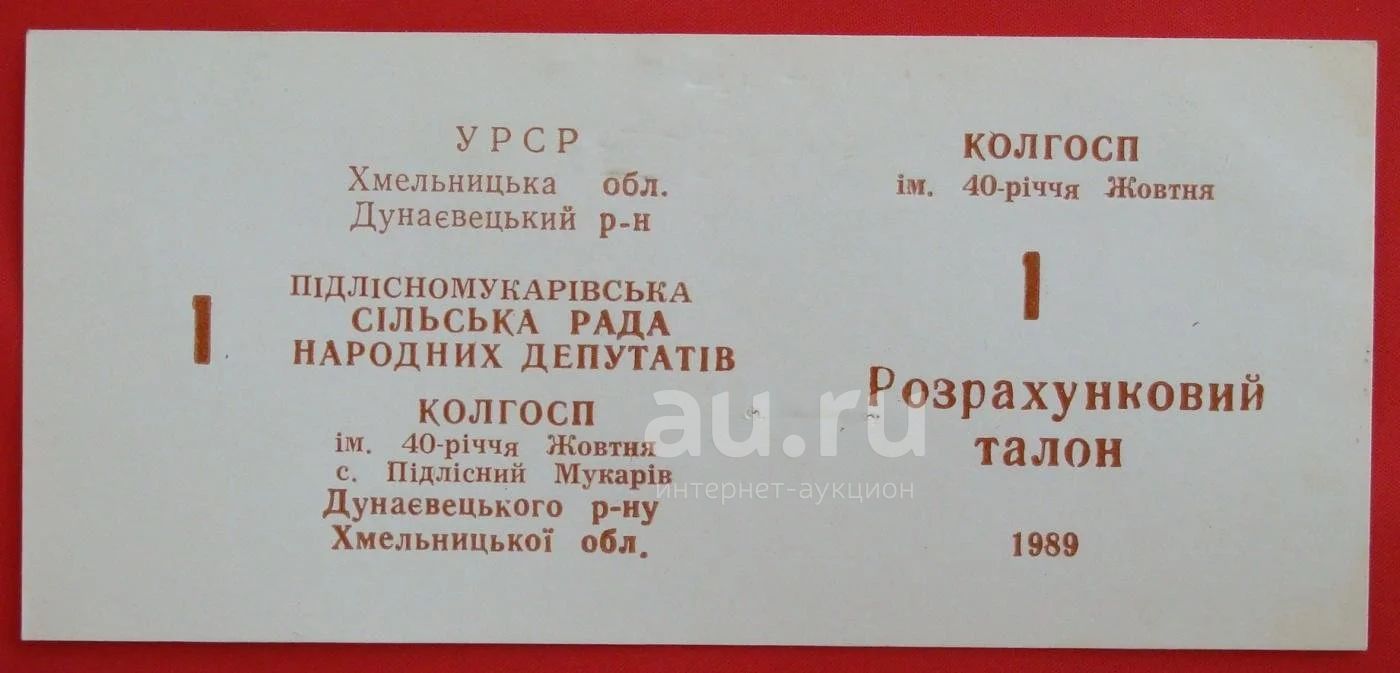 УРСР
Хмельницька обл.
Дунаєвецький р-н
1
ПІДЛІСНОМУКАРІВСЬКА
СІЛЬСЬКА РАДА
НАРОДНИХ ДЕПУТАТІВ
КОЛГОСП
ім. 40-річчя Жовтня
с. Підлісний Мукарів
Дунаєвецького р-ну
Хмельницької обл.
КОЛГОСП
ім. 40-річчя Жовтня
1
Розрахунковий
талон
1989
au.ru
интернет-аукцион